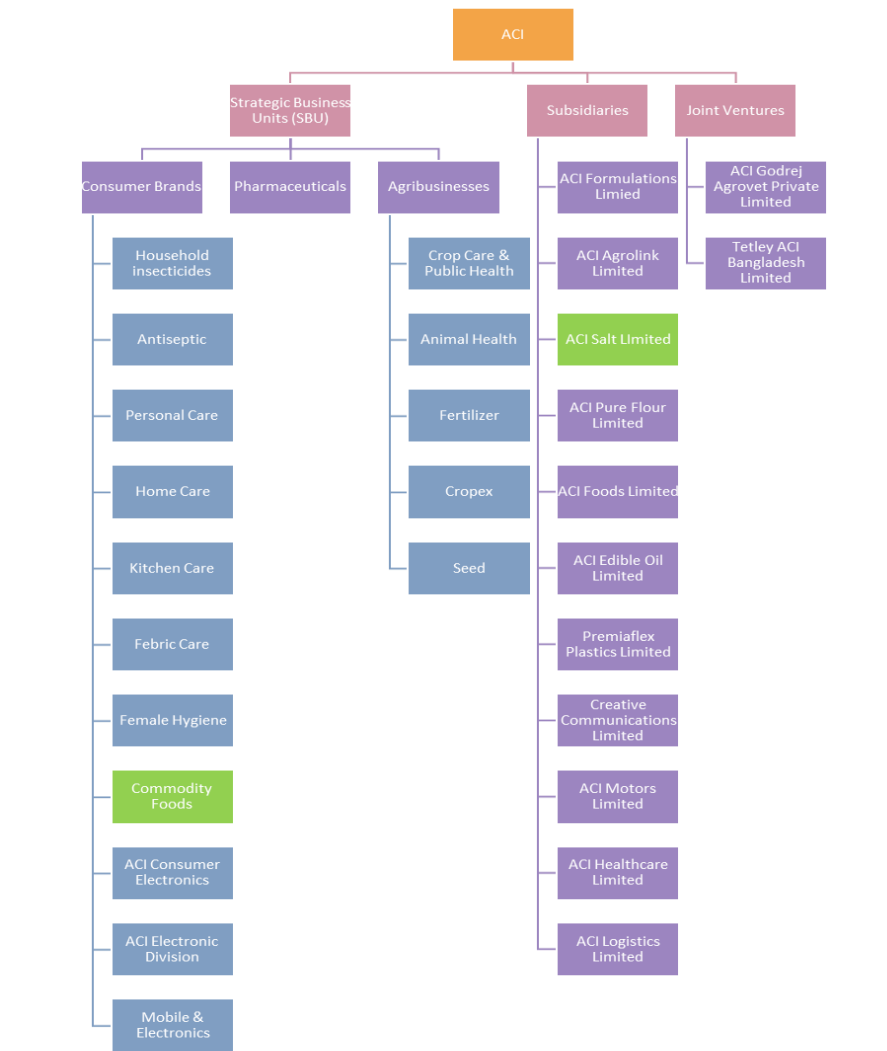 ACI
Strategic Business
Units (SBU)
Subsidiaries
Joint Ventures
Consumer Brands
Pharmaceuticals
Agribusinesses
Household
insecticides
Antiseptic
Personal Care
Home Care
Kitchen Care
Febric Care
Female Hygiene
Commodity
Foods
ACI Consumer
Electronics
ACI Electronic
Division
Mobile &
Electronics
Crop Care &
Public Health
Animal Health
Fertilizer
Cropex
Seed
ACI Formulations
Limied
ACI Agrolink
Limited
ACI Salt LImited
ACI Pure Flour
Limited
ACI Foods Limited
ACI Edible Oil
Limited
Premiaflex
Plastics Limited
Creative
Communications
Limited
ACI Motors
Limited
ACI Healthcare
Limited
ACI Logistics
Limited
ACI Godrej
Agrovet Private
Limited
Tetley ACI
Bangladesh
Limited